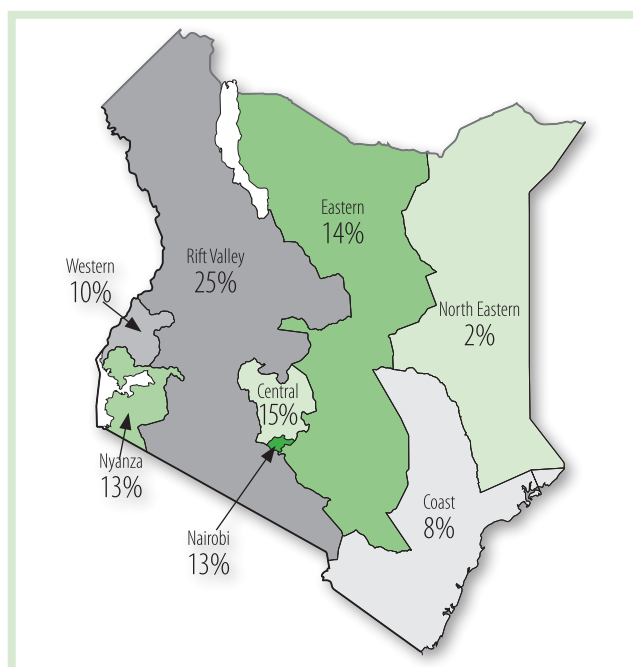 Eastern
14%
Rift Valley
25%
Western
10%
North Eastern
2%
Central
15%
Nyanza
13%
Coast
8%
Nairobi
13%